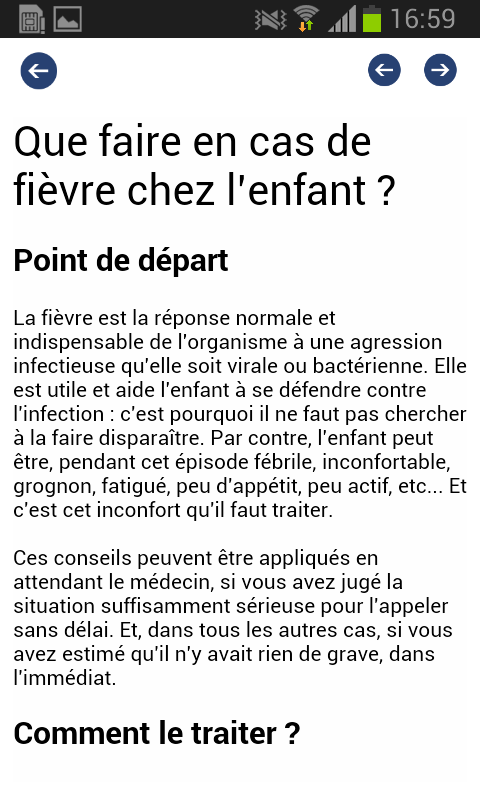 16:59
Que faire en cas de
fièvre chez l'enfant ?
Point de départ
La fièvre est la réponse normale et
indispensable de l'organisme à une agression
infectieuse qu'elle soit virale ou bactérienne. Elle
est utile et aide l'enfant à se défendre contre
l'infection : c'est pourquoi il ne faut pas chercher
à la faire disparaître. Par contre, l'enfant peut
être, pendant cet épisode fébrile, inconfortable,
grognon, fatigué, peu d'appétit, peu actif, etc... Et
c'est cet inconfort qu'il faut traiter.
Ces conseils peuvent être appliqués en
attendant le médecin, si vous avez jugé la
situation suffisamment sérieuse pour l'appeler
sans délai. Et, dans tous les autres cas, si vous
avez estimé qu'il n'y avait rien de grave, dans
l'immédiat.
Comment le traiter ?